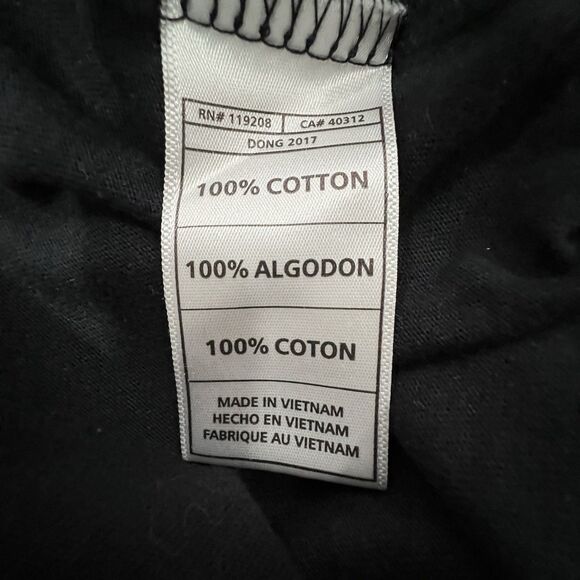 RN# 119208 CA# 40312
DONG 2017
100% COTTON
100% ALGODON
100% COTON
MADE IN VIETNAM
HECHO EN VIETNAM
FABRIQUE AU VIETNAM